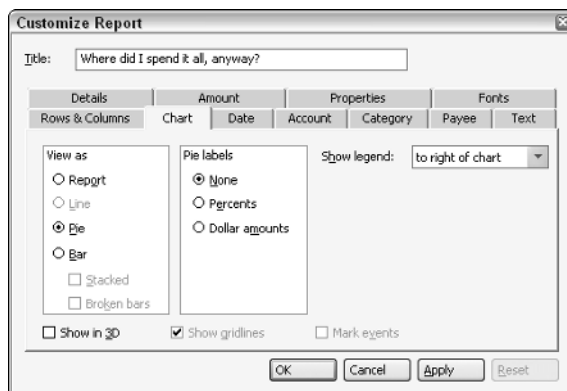 Customize Report
Title: Where did I spend it all, anyway?
Details Amount Properties Fonts
Rows & Columns Chart Date Account Category Payee Text
View as Pie labels Show legend: to right of chart
Report None
Line Percents
Pie Dollar amounts
Bar
Stacked
Broken bars
Show in 3D Show gridlines Mark events
OK Cancel Apply Reset